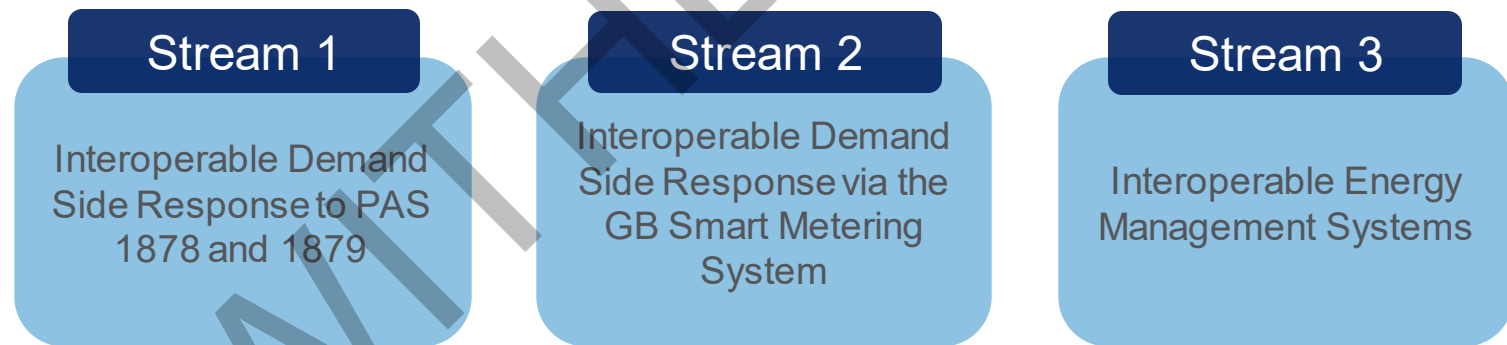 Stream 1
Interoperable Demand
Side Response to PAS
1878 and 1879
Stream 2
Interoperable Demand
Side Response via the
GB Smart Metering
System
Stream 3
Interoperable Energy
Management Systems